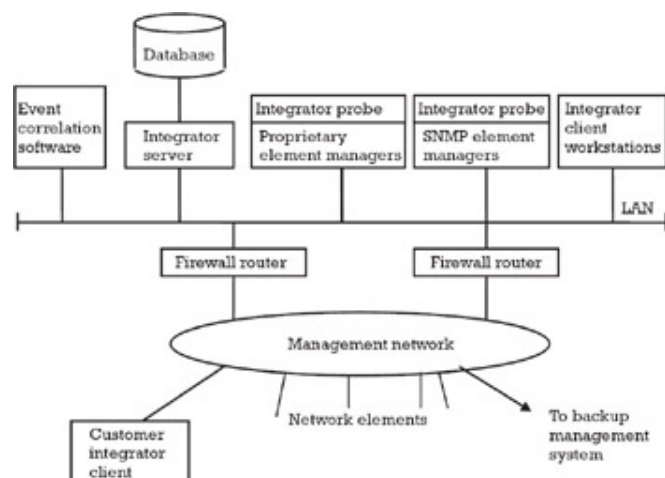 Database
Event
correlation
software
Integrator
server
Integrator probe
Proprietary
element managers
Integrator probe
SNMP element
managers
Integrator
client
workstations
LAN
Firewall router
Firewall router
Management network
Network elements
Customer
integrator
client
To backup
management
system